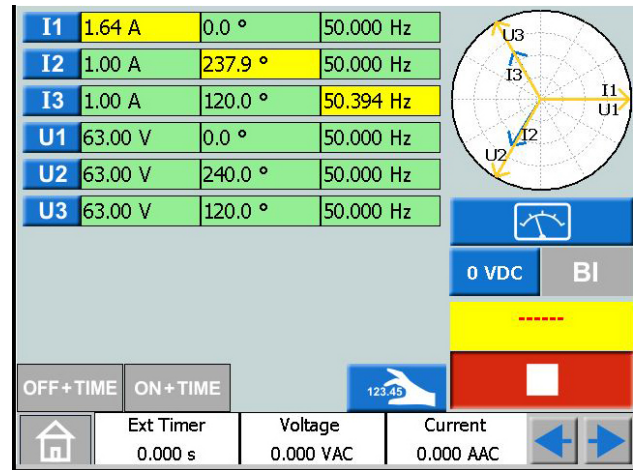 I1 1.64 A 0.0 ° 50.000 Hz
I2 1.00 A 237.9 ° 50.000 Hz
I3 1.00 A 120.0 ° 50.394 Hz
U1 63.00 V 0.0 ° 50.000 Hz
U2 63.00 V 240.0 ° 50.000 Hz
U3 63.00 V 120.0 ° 50.000 Hz
U3
I3
I1
U1
I2
U2
0 VDC BI
------
OFF+TIME ON+TIME 123.45
Ext Timer Voltage Current
0.000 s 0.000 VAC 0.000 AAC